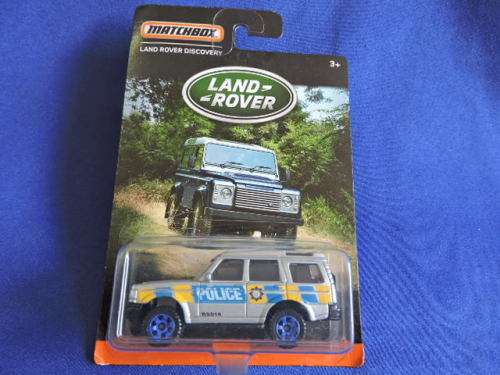 MATCHBOX
LAND ROVER DISCOVERY
3+
LAND
ROVER
POLICE